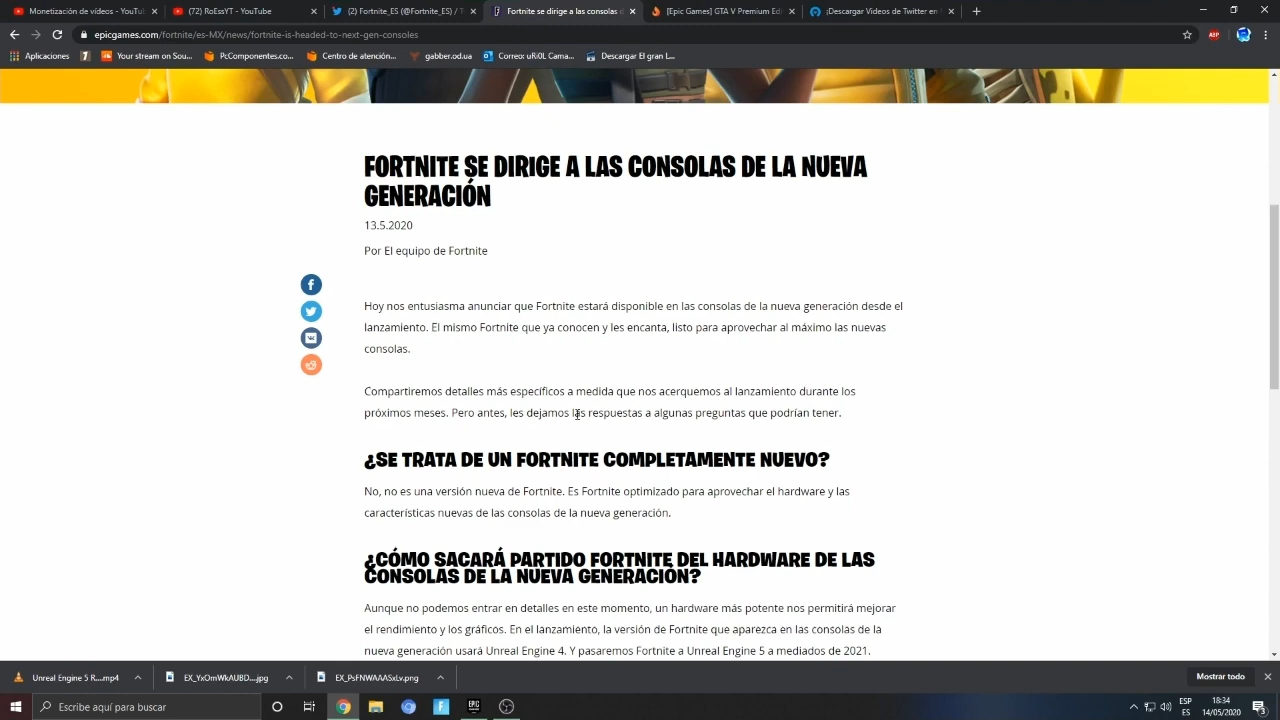 Monetización de vídeos - YouTul
(72) RoEssYT - YouTube
(2) Fortnite_ES (@Fortnite_ES) / T
Fortnite se dirige a las consolas d
[Epic Games] GTA V Premium Edi
¡Descargar Videos de Twitter en
epicgames.com/fortnite/es-MX/news/fortnite-is-headed-to-next-gen-consoles
ABP
Aplicaciones
Your stream on Sou...
PcComponentes.co...
Centro de atención...
gabber.od.ua
Correo: uRi0L Cama...
Descargar El gran L...
FORTNITE SE DIRIGE A LAS CONSOLAS DE LA NUEVA
GENERACIÓN
13.5.2020
Por El equipo de Fortnite
Hoy nos entusiasma anunciar que Fortnite estará disponible en las consolas de la nueva generación desde el
lanzamiento. El mismo Fortnite que ya conocen y les encanta, listo para aprovechar al máximo las nuevas
consolas.
Compartiremos detalles más específicos a medida que nos acerquemos al lanzamiento durante los
próximos meses. Pero antes, les dejamos las respuestas a algunas preguntas que podrían tener.
¿SE TRATA DE UN FORTNITE COMPLETAMENTE NUEVO?
No, no es una versión nueva de Fortnite. Es Fortnite optimizado para aprovechar el hardware y las
características nuevas de las consolas de la nueva generación.
¿CÓMO SACARÁ PARTIDO FORTNITE DEL HARDWARE DE LAS
CONSOLAS DE LA NUEVA GENERACIÓN?
Aunque no podemos entrar en detalles en este momento, un hardware más potente nos permitirá mejorar
el rendimiento y los gráficos. En el lanzamiento, la versión de Fortnite que aparezca en las consolas de la
nueva generación usará Unreal Engine 4. Y pasaremos Fortnite a Unreal Engine 5 a mediados de 2021.
Unreal Engine 5 R....mp4
EX_YxOmWkAUBD....jpg
EX_PsFNWAAASxLv.png
Mostrar todo
Escribe aquí para buscar
EPIC
ESP
ES
18:34
14/05/2020
3